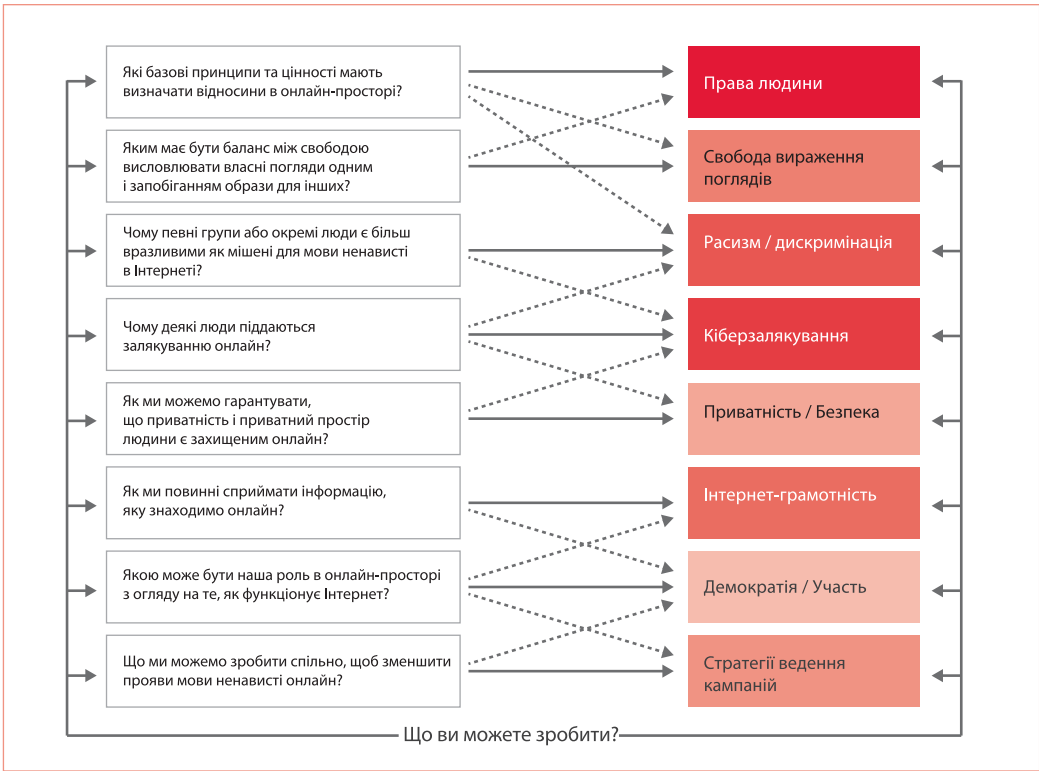 Які базові принципи та цінності мають
визначати відносини в онлайн-просторі?
Права людини
Яким має бути баланс між свободою
висловлювати власні погляди одним
і запобіганням образи для інших?
Свобода вираження
поглядів
Чому певні групи або окремі люди є більш
вразливими як мішені для мови ненависті
в Інтернеті?
Расизм / дискримінація
Чому деякі люди піддаються
залякуванню онлайн?
Кіберзалякування
Як ми можемо гарантувати,
що приватність і приватний простір
людини є захищеним онлайн?
Приватність / Безпека
Як ми повинні сприймати інформацію,
яку знаходимо онлайн?
Інтернет-грамотність
Якою може бути наша роль в онлайн-просторі
з огляду на те, як функціонує Інтернет?
Демократія / Участь
Що ми можемо зробити спільно, щоб зменшити
прояви мови ненависті онлайн?
Стратегії ведення
кампаній
Що ви можете зробити?